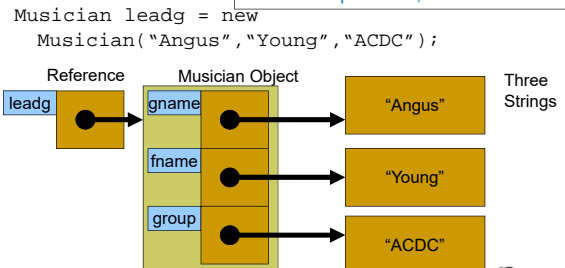 Musician leadg = new
Musician(“Angus”,“Young”,“ACDC”);
Reference
Musician Object
Three
Strings
leadg
gname
“Angus”
fname
“Young”
group
“ACDC”